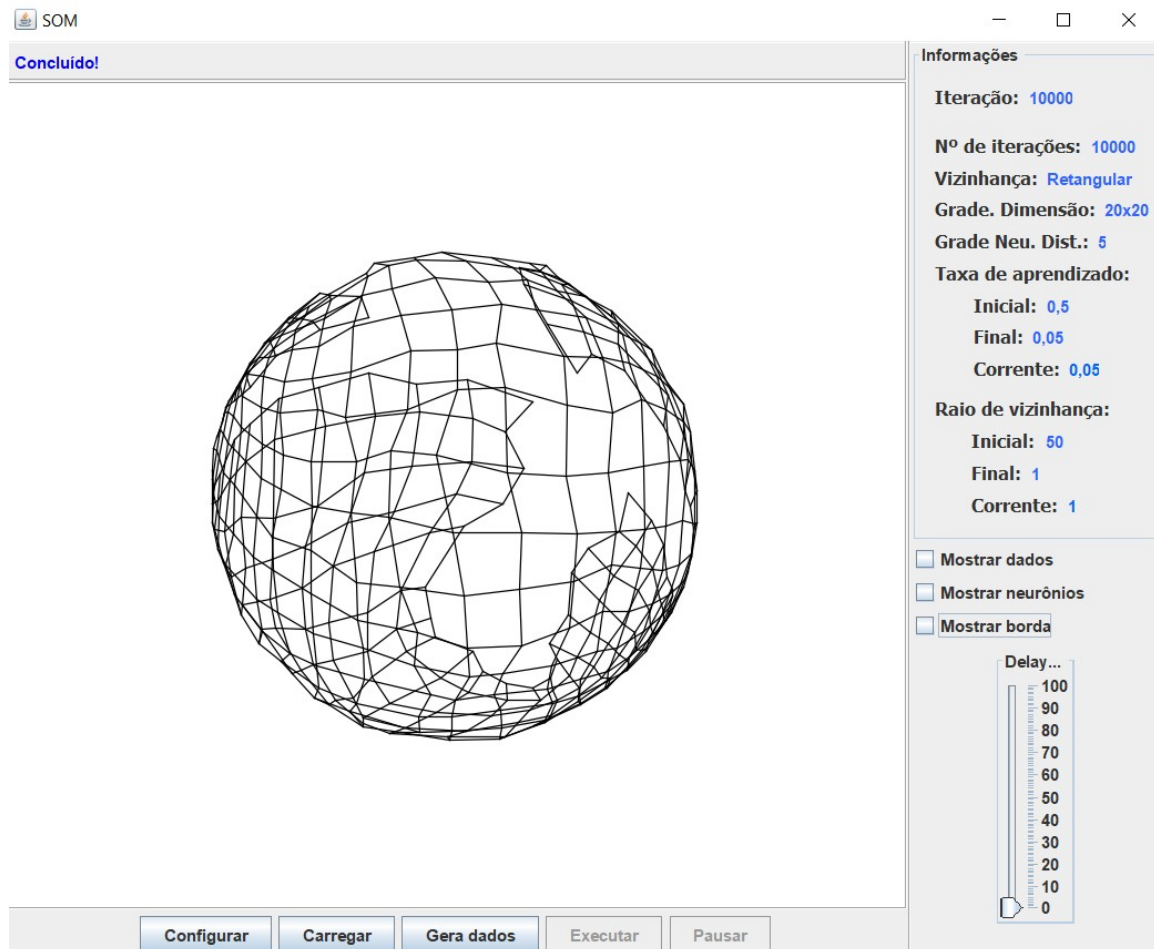 SOM
Concluído!
Informações
Iteração: 10000
Nº de iterações: 10000
Vizinhança: Retangular
Grade. Dimensão: 20x20
Grade Neu. Dist.: 5
Taxa de aprendizado:
Inicial: 0,5
Final: 0,05
Corrente: 0,05
Raio de vizinhança:
Inicial: 50
Final: 1
Corrente: 1
Mostrar dados
Mostrar neurônios
Mostrar borda
Delay...
100
90
80
70
60
50
40
30
20
10
0
Configurar Carregar Gera dados Executar Pausar